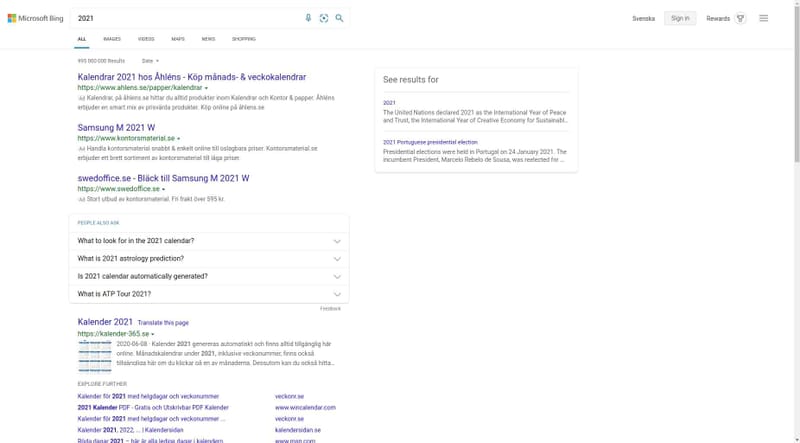 Microsoft Bing
2021
Svenska
Sign in
Rewards
ALL
IMAGES
VIDEOS
MAPS
NEWS
SHOPPING
495 000 000 Results
Date
Kalendrar 2021 hos Åhléns - Köp månads- & veckokalendrar
https://www.ahlens.se/papper/kalendrar
Ad Kalendrar, på åhlens.se hittar du alltid produkter inom Kalendrar och Kontor & papper. Åhléns
erbjuder en smart mix av prisvärda produkter. Köp online på åhlens.se
Samsung M 2021 W
https://www.kontorsmaterial.se
Ad Handla kontorsmaterial snabbt & enkelt online till oslagbara priser. Kontorsmaterial.se
erbjuder ett brett sortiment av kontorsmaterial till låga priser.
swedoffice.se - Bläck till Samsung M 2021 W
https://www.swedoffice.se
Ad Stort utbud av kontorsmaterial. Fri frakt över 595 kr.
See results for
2021
The United Nations declared 2021 as the International Year of Peace
and Trust, the International Year of Creative Economy for Sustainabl…
2021 Portuguese presidential election
Presidential elections were held in Portugal on 24 January 2021. The
incumbent President, Marcelo Rebelo de Sousa, was reelected for …
PEOPLE ALSO ASK
What to look for in the 2021 calendar?
What is 2021 astrology prediction?
Is 2021 calendar automatically generated?
What is ATP Tour 2021?
Feedback
Kalender 2021 Translate this page
https://kalender-365.se
2020-06-08 · Kalender 2021 genereras automatiskt och finns alltid tillgänglig här
online. Månadskalendrar under 2021, inklusive veckonummer, finns också
tillgängliga här om du klickar på en av månaderna. Dessutom kan du också hitta…
EXPLORE FURTHER
Kalender för 2021 med helgdagar och veckonummer
veckonr.se
2021 Kalender PDF - Gratis och Utskrivbar PDF Kalender
www.wincalendar.com
Kalender för 2021 med helgdagar och veckonummer ...
veckonr.se
Kalender 2021, 2022, ... | Kalendersidan
kalendersidan.se
Röda dagar 2021 – här är alla lediga dagar i kalendern
www.man.com